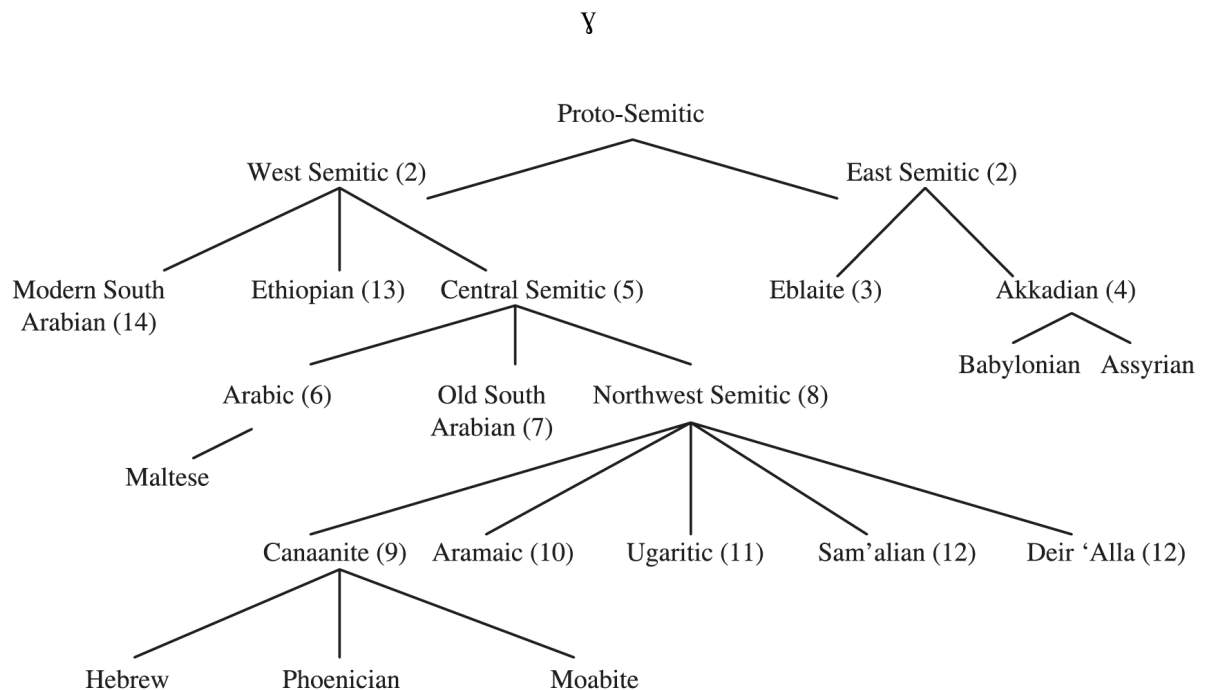 Ɣ
Proto-Semitic
West Semitic (2)
East Semitic (2)
Modern South
Arabian (14)
Ethiopian (13)
Central Semitic (5)
Eblaite (3)
Akkadian (4)
Babylonian
Assyrian
Arabic (6)
Old South
Arabian (7)
Northwest Semitic (8)
Maltese
Canaanite (9)
Aramaic (10)
Ugaritic (11)
Sam’alian (12)
Deir ‘Alla (12)
Hebrew
Phoenician
Moabite